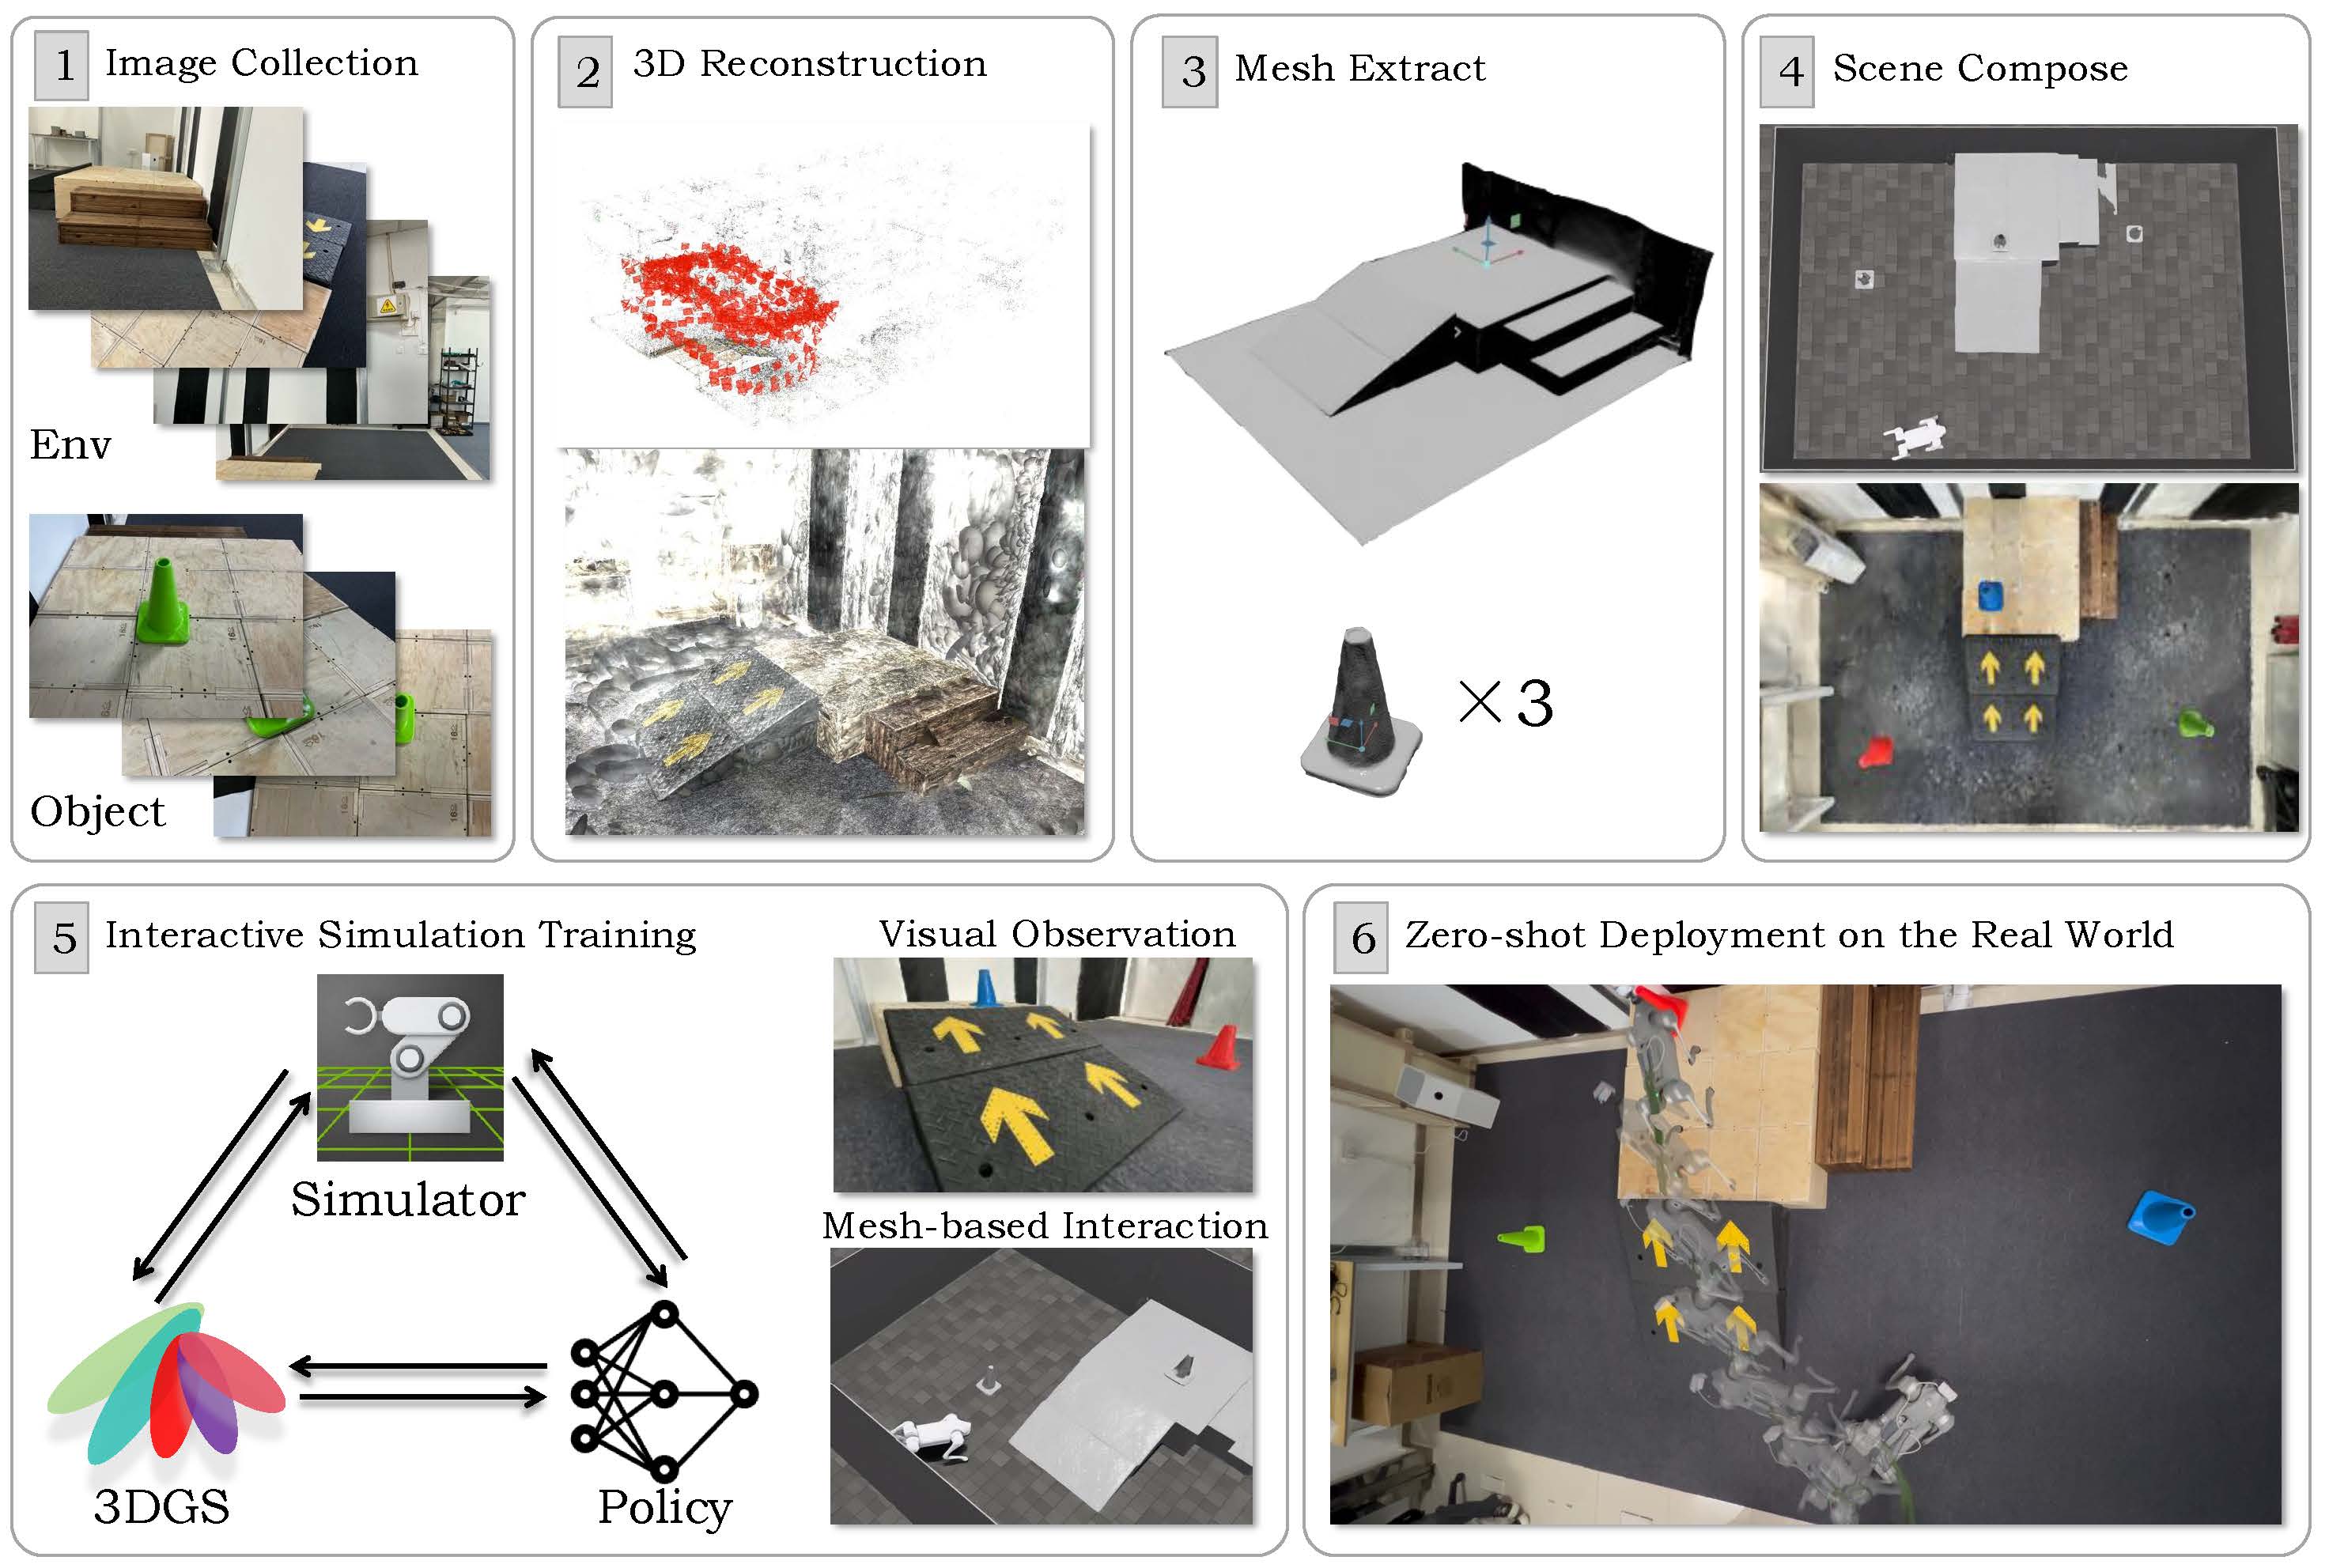 1 Image Collection
Env
Object
2 3D Reconstruction
3 Mesh Extract
×3
4 Scene Compose
5 Interactive Simulation Training
Simulator
3DGS
Policy
Visual Observation
Mesh-based Interaction
6 Zero-shot Deployment on the Real World